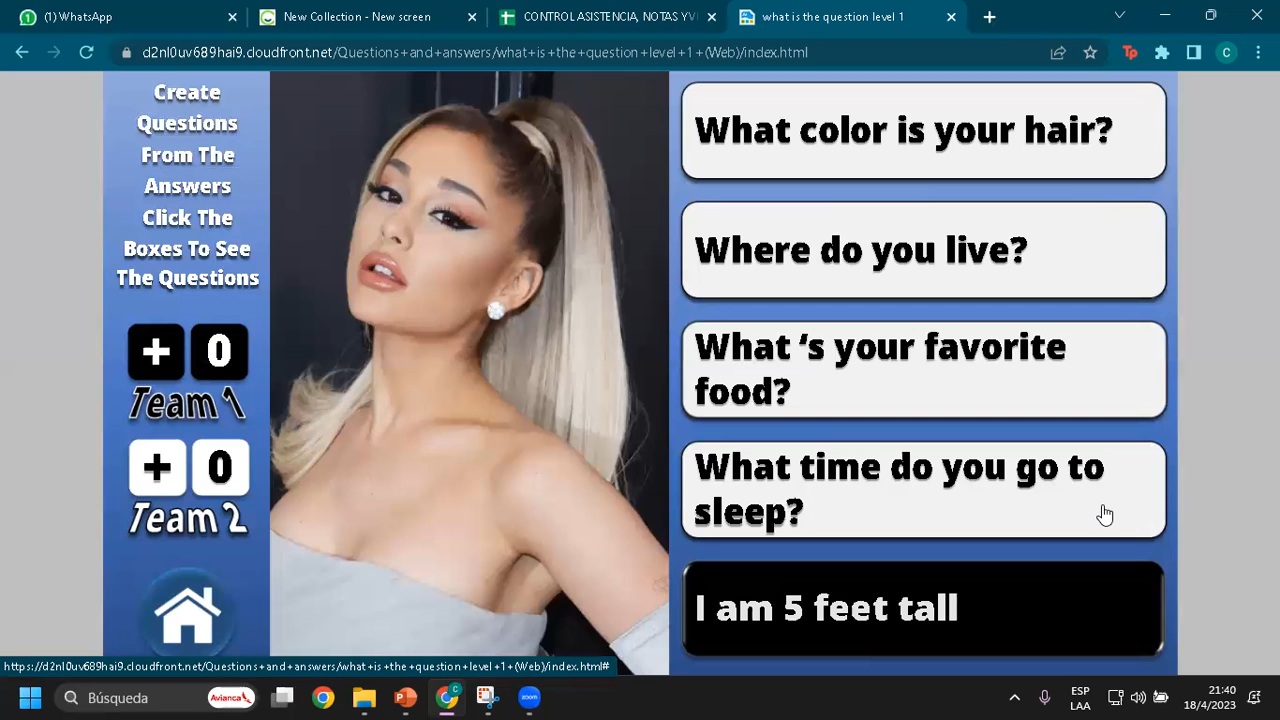 (1) WhatsApp
New Collection - New screen
CONTROL ASISTENCIA, NOTAS YVI
what is the question level 1
d2nl0uv689hai9.cloudfront.net/Questions+and+answers/what+is+the+question+level+1+(Web)/index.html
C
Create
Questions
From The
Answers
Click The
Boxes To See
The Questions
+ 0
Team 1
+ 0
Team 2
What color is your hair?
Where do you live?
What ‘s your favorite
food?
What time do you go to
sleep?
I am 5 feet tall
https://d2nl0uv689hai9.cloudfront.net/Questions+and+answers/what+is+the+question+level+1+(Web)/index.html#
Búsqueda
Avianca
zoom
ESP
LAA
21:40
18/4/2023